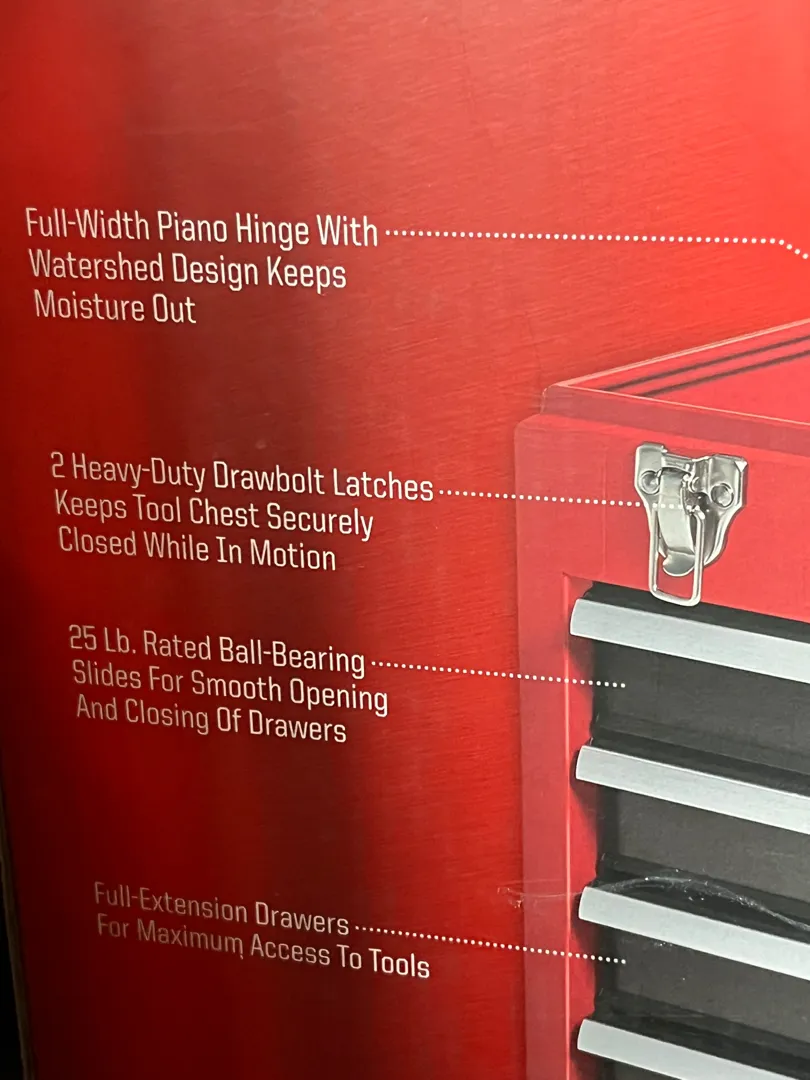 Full-Width Piano Hinge With
Watershed Design Keeps
Moisture Out
2 Heavy-Duty Drawbolt Latches
Keeps Tool Chest Securely
Closed While In Motion
25 Lb. Rated Ball-Bearing
Slides For Smooth Opening
And Closing Of Drawers
Full-Extension Drawers
For Maximum Access To Tools